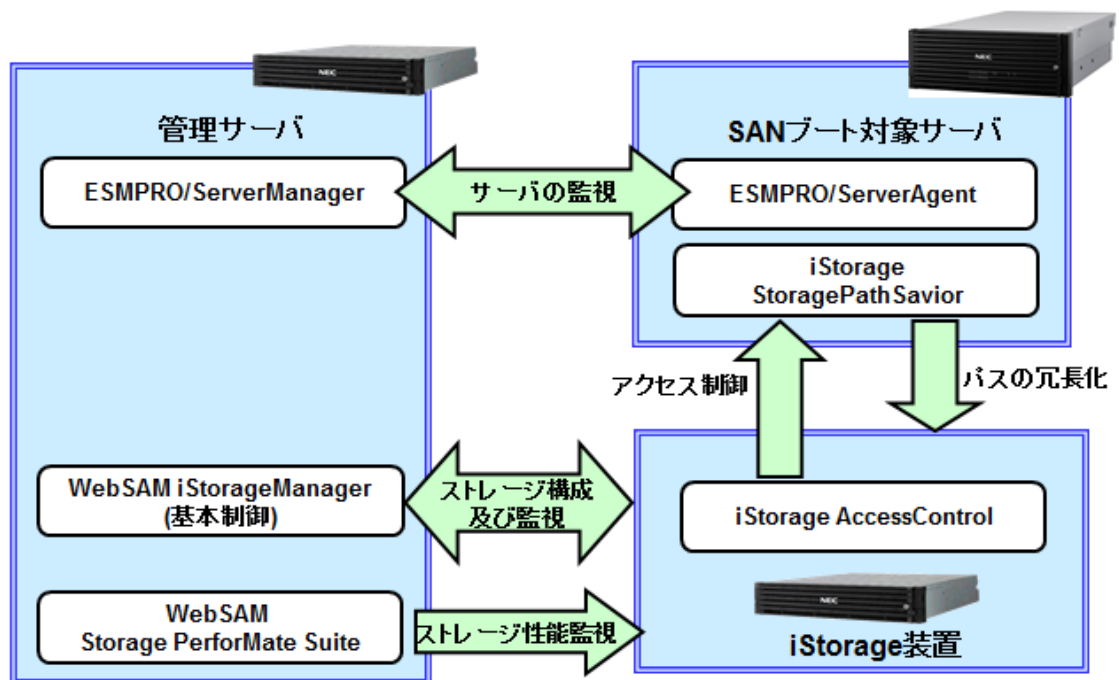 NEC
NEC
管理サーバ
SANブート対象サーバ
ESMPRO/ServerManager
サーバの監視
ESMPRO/ServerAgent
iStorage
StoragePathSavior
アクセス制御
パスの冗長化
WebSAM iStorageManager
(基本制御)
ストレージ構成
及び監視
iStorage AccessControl
NEC
WebSAM
Storage PerforMate Suite
ストレージ性能監視
iStorage装置